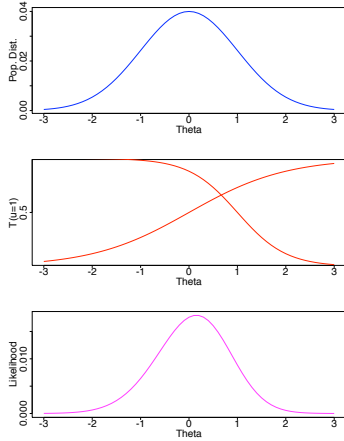 0.04
0.02
0.00
Pop. Dist.
-3 -2 -1 0 1 2 3
Theta
T(u=1)
0.5
-3 -2 -1 0 1 2 3
Theta
Likelihood
0.010
0.000
-3 -2 -1 0 1 2 3
Theta